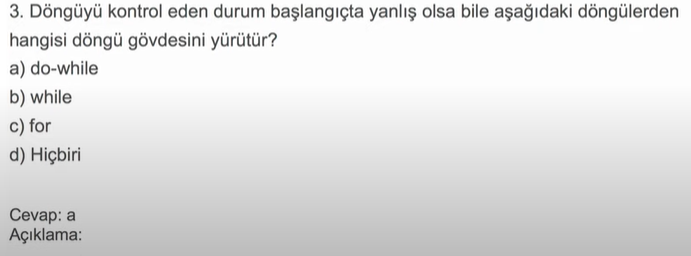 3. Döngüyü kontrol eden durum başlangıçta yanlış olsa bile aşağıdaki döngülerden
hangisi döngü gövdesini yürütür?
a) do-while
b) while
c) for
d) Hiçbiri
Cevap: a
Açıklama: